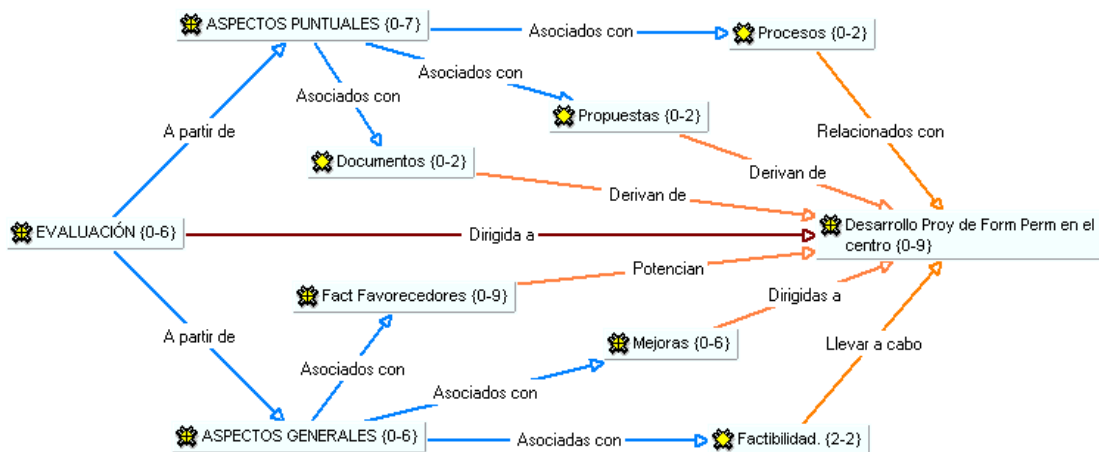 ASPECTOS PUNTUALES {0-7}
Asociados con
Procesos {0-2}
Asociados con
Asociados con
Propuestas {0-2}
A partir de
Relacionados con
Documentos {0-2}
Derivan de
Derivan de
EVALUACIÓN {0-6}
Dirigida a
Desarrollo Proy de Form Perm en el
centro {0-9}
Potencian
Fact Favorecedores {0-9}
Dirigidas a
A partir de
Mejoras {0-6}
Llevar a cabo
Asociados con
Asociados con
ASPECTOS GENERALES {0-6}
Asociadas con
Factibilidad. {2-2}